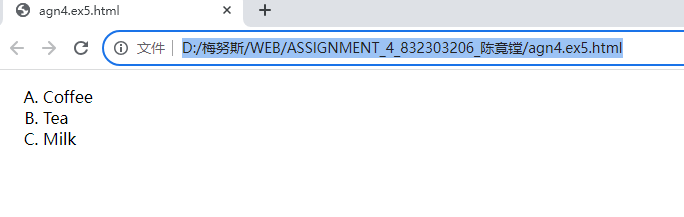 agn4.ex5.html
文件 D:/梅努斯/WEB/ASSIGNMENT_4_832303206_陈竟镗/agn4.ex5.html
A. Coffee
B. Tea
C. Milk